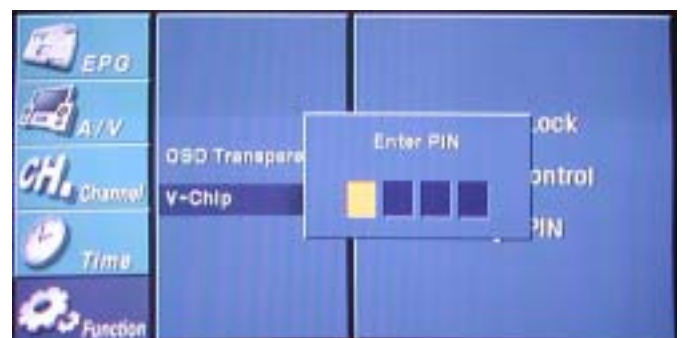 EPG
A/V
CH. Channel
Time
Function
OSD Transpare
V-Chip
Enter PIN
ock
ontrol
PIN